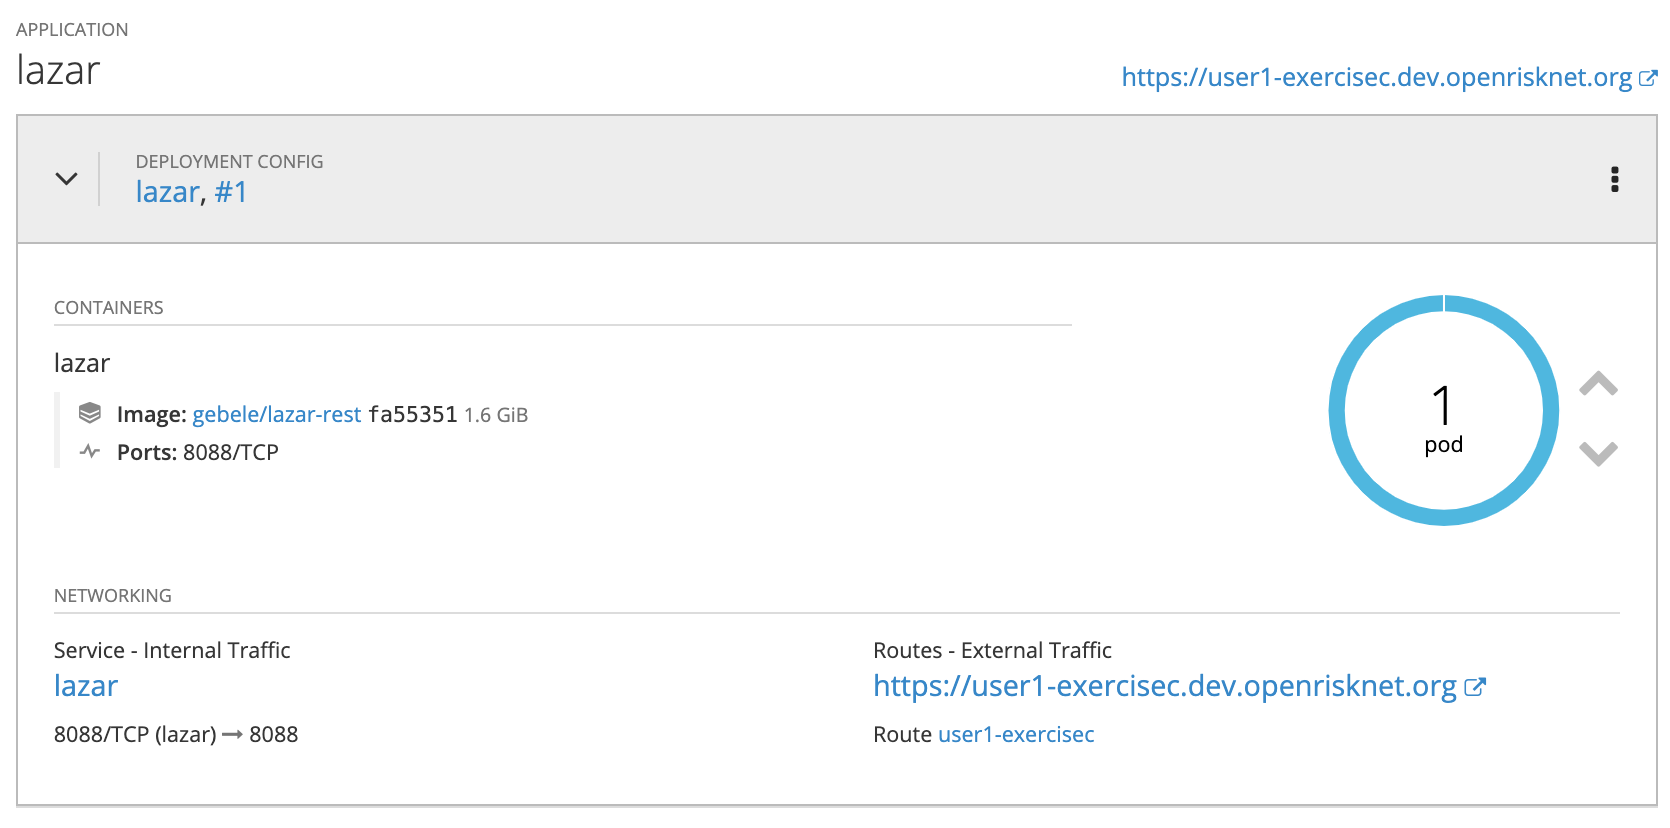 APPLICATION
lazar
https://user1-exercisec.dev.openrisknet.org
DEPLOYMENT CONFIG
lazar, #1
CONTAINERS
lazar
Image: gebele/lazar-rest fa55351 1.6 GiB
Ports: 8088/TCP
1
pod
NETWORKING
Service - Internal Traffic
lazar
8088/TCP (lazar) → 8088
Routes - External Traffic
https://user1-exercisec.dev.openrisknet.org
Route user1-exercisec